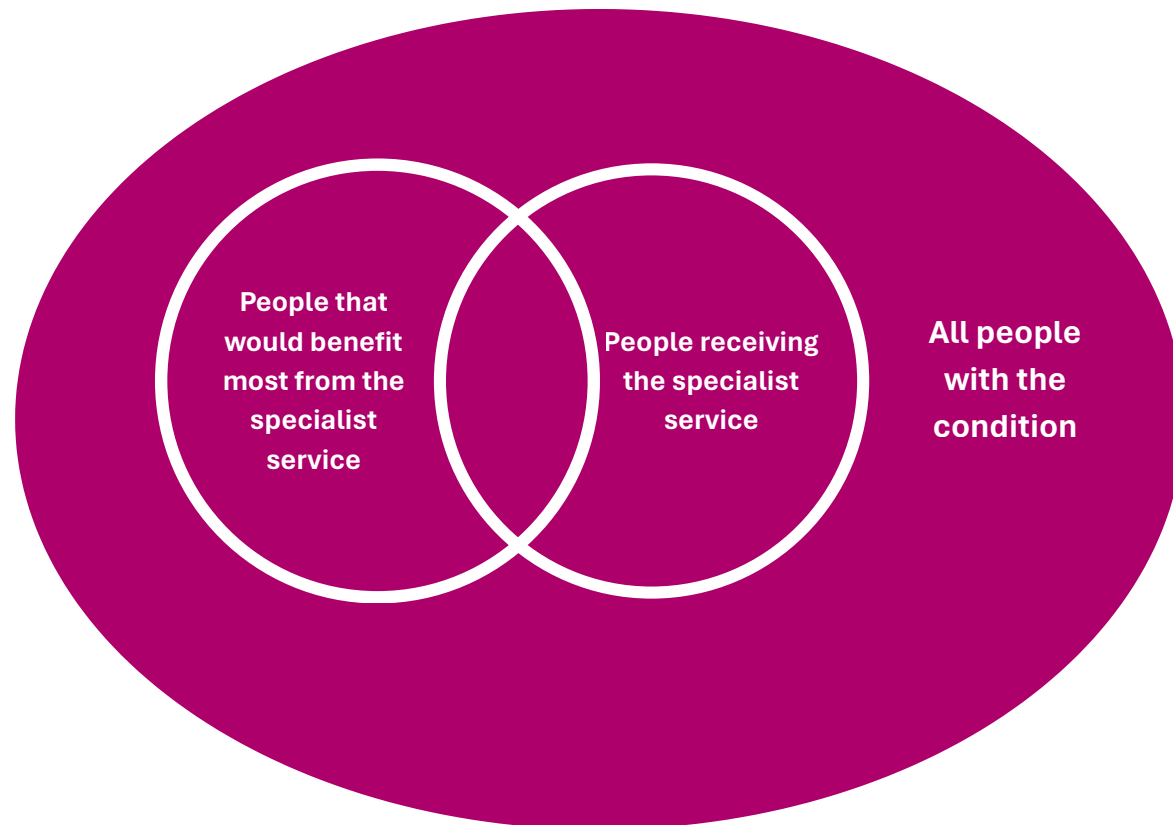 People that
would benefit
most from the
specialist
service
People receiving
the specialist
service
All people
with the
condition